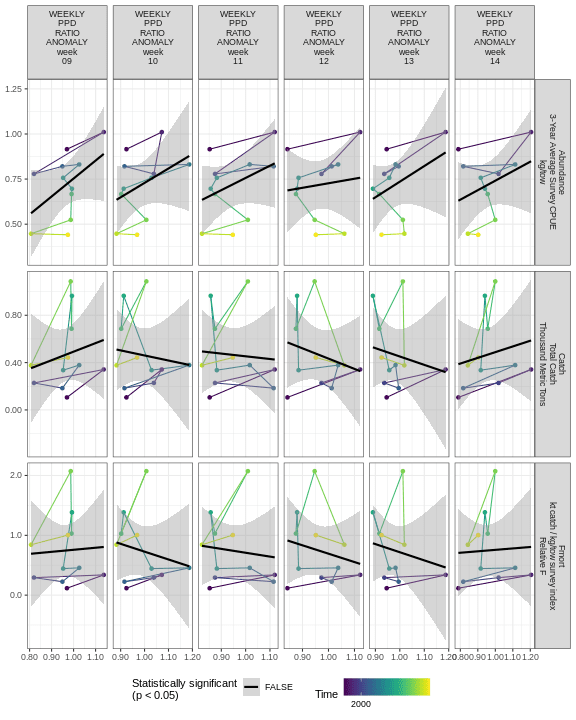 WEEKLY
PPD
RATIO
ANOMALY
week
09
WEEKLY
PPD
RATIO
ANOMALY
week
10
WEEKLY
PPD
RATIO
ANOMALY
week
11
WEEKLY
PPD
RATIO
ANOMALY
week
12
WEEKLY
PPD
RATIO
ANOMALY
week
13
WEEKLY
PPD
RATIO
ANOMALY
week
14
1.25
1.00
0.75
0.50
Abundance
3-Year Average Survey CPUE
kg/tow
0.80
0.40
0.00
Catch
Total Catch
Thousand Metric Tons
2.0
1.0
0.0
Fmort
kt catch / kg/tow survey index
Relative F
0.80 0.90 1.00 1.10
0.90 1.00 1.10 1.20
0.80 0.90 1.00 1.10
0.90 1.00 1.10
0.90 1.00 1.10 1.20
0.80 0.90 1.00 1.10 1.20
Statistically significant
(p < 0.05)
FALSE
Time
2000